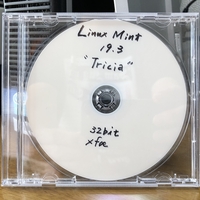 Linux Mint
19.3
"Tricia"
32bit
xfce